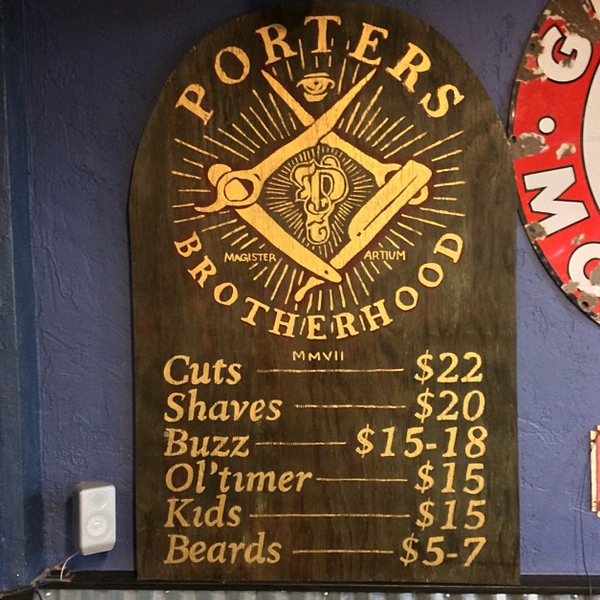 PORTERS
MAGISTER ARTIUM
BROTHERHOOD
MMVII
Cuts $22
Shaves $20
Buzz $15-18
Ol'timer $15
Kids $15
Beards $5-7